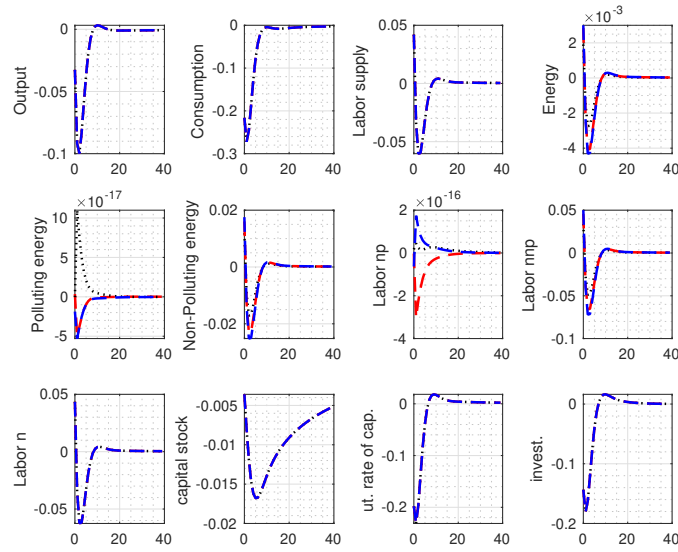 0
-0.05
-0.1
Output
0 20 40
0
-0.1
-0.2
-0.3
Consumption
0 20 40
0.05
0
-0.05
Labor supply
0 20 40
×10⁻³
2
0
-2
-4
Energy
0 20 40
×10⁻¹⁷
10
5
0
-5
Polluting energy
0 20 40
0.02
0
-0.02
Non-Polluting energy
0 20 40
×10⁻¹⁶
2
0
-2
-4
Labor np
0 20 40
0.05
0
-0.05
-0.1
Labor nnp
0 20 40
0.05
0
-0.05
Labor n
0 20 40
-0.005
-0.01
-0.015
-0.02
capital stock
0 20 40
0
-0.1
-0.2
ut. rate of cap.
0 20 40
0
-0.1
-0.2
invest.
0 20 40